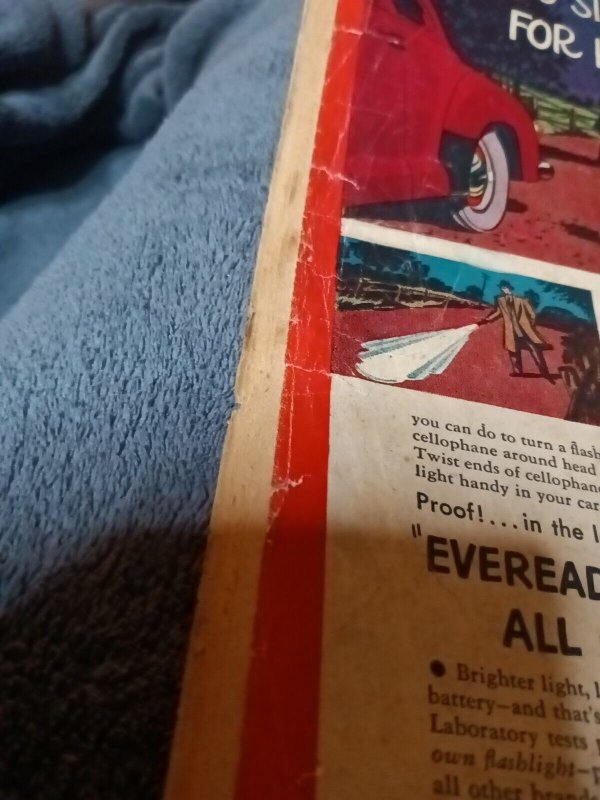 FOR
you can do to turn a flash
cellophane around head
Twist ends of cellophane
light handy in your car
Proof!...in the
"EVEREAD
ALL
● Brighter light,
battery—and that's
Laboratory tests
own flashlight—
all other brands